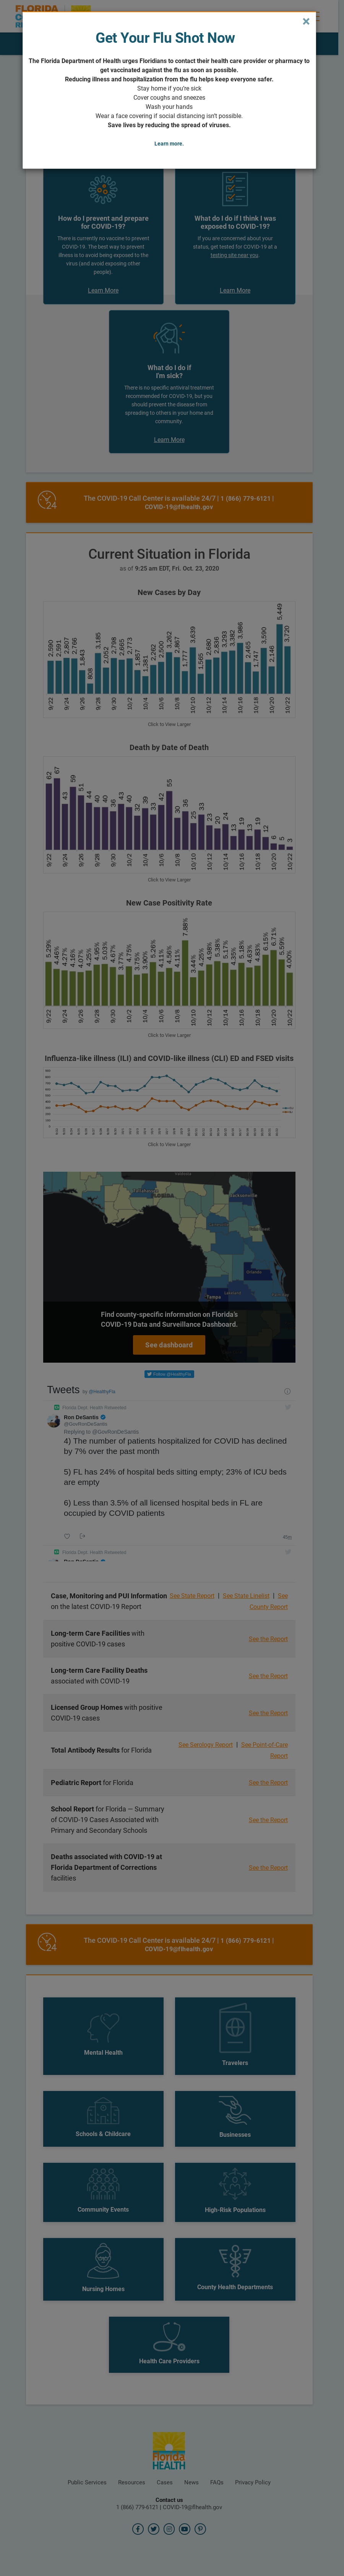 FLORIDA
×
Get Your Flu Shot Now
The Florida Department of Health urges Floridians to contact their health care provider or pharmacy to
get vaccinated against the flu as soon as possible.
Reducing illness and hospitalization from the flu helps keep everyone safer.
Stay home if you're sick
Cover coughs and sneezes
Wash your hands
Wear a face covering if social distancing isn't possible.
Save lives by reducing the spread of viruses.
Learn more.
How do I prevent and prepare
for COVID-19?
There is currently no vaccine to prevent
COVID-19. The best way to prevent
illness is to avoid being exposed to the
virus (and avoid exposing other
people).
Learn More
What do I do if I think I was
exposed to COVID-19?
If you are concerned about your
status, get tested for COVID-19 at a
testing site near you.
Learn More
What do I do if
I'm sick?
There is no specific antiviral treatment
recommended for COVID-19, but you
should prevent the disease from
spreading to others in your home and
community.
Learn More
24
The COVID-19 Call Center is available 24/7 | 1 (866) 779-6121 |
COVID-19@flhealth.gov
Current Situation in Florida
as of 9:25 am EDT, Fri. Oct. 23, 2020
New Cases by Day
2,590 2,591 2,807 2,766 1,843 808 3,185 2,052 2,798 2,665 2,773 1,857 1,381 2,262 2,500 3,262 2,867 1,777 3,639 1,565 2,680 2,836 3,293 3,382 3,986 2,465 1,747 3,590 2,146 5,449 3,720
9/22 9/24 9/26 9/28 9/30 10/2 10/4 10/6 10/8 10/10 10/12 10/14 10/16 10/18 10/20 10/22
Click to View Larger
Death by Date of Death
62 67 43 59 51 44 40 40 36 43 40 32 39 33 42 55 30 36 25 33 23 20 24 13 19 13 19 12 6 5 3
9/22 9/24 9/26 9/28 9/30 10/2 10/4 10/6 10/8 10/10 10/12 10/14 10/16 10/18 10/20 10/22
Click to View Larger
New Case Positivity Rate
5.29% 4.46% 4.27% 4.16% 4.07% 4.25% 4.95% 5.03% 4.67% 3.77% 4.75% 3.75% 3.90% 5.26% 4.11% 4.56% 4.11% 7.88% 3.44% 4.25% 4.98% 5.38% 5.17% 4.35% 5.18% 4.63% 4.83% 6.15% 6.71% 5.59% 4.00%
9/22 9/24 9/26 9/28 9/30 10/2 10/4 10/6 10/8 10/10 10/12 10/14 10/16 10/18 10/20 10/22
Click to View Larger
Influenza-like illness (ILI) and COVID-like illness (CLI) ED and FSED visits
Click to View Larger
Jacksonville
Orlando
Tampa
Find county-specific information on Florida's
COVID-19 Data and Surveillance Dashboard.
See dashboard
Follow @HealthyFla
Tweets by @HealthyFla
Florida Dept. Health Retweeted
Ron DeSantis
@GovRonDeSantis
Replying to @GovRonDeSantis
4) The number of patients hospitalized for COVID has declined
by 7% over the past month
5) FL has 24% of hospital beds sitting empty; 23% of ICU beds
are empty
6) Less than 3.5% of all licensed hospital beds in FL are
occupied by COVID patients
49m
Florida Dept. Health Retweeted
Ron DeSantis
Case, Monitoring and PUI Information
on the latest COVID-19 Report
See State Report | See State Linelist | See
County Report
Long-term Care Facilities with
positive COVID-19 cases
See the Report
Long-term Care Facility Deaths
associated with COVID-19
See the Report
Licensed Group Homes with positive
COVID-19 cases
See the Report
Total Antibody Results for Florida
See Serology Report | See Point-of-Care
Report
Pediatric Report for Florida
See the Report
School Report for Florida — Summary
of COVID-19 Cases Associated with
Primary and Secondary Schools
See the Report
Deaths associated with COVID-19 at
Florida Department of Corrections
facilities
See the Report
24
The COVID-19 Call Center is available 24/7 | 1 (866) 779-6121 |
COVID-19@flhealth.gov
Mental Health
Travelers
Schools & Childcare
Businesses
Community Events
High-Risk Populations
Nursing Homes
County Health Departments
Health Care Providers
Florida
HEALTH
Public Services
Resources
Cases
News
FAQs
Privacy Policy
Contact us
1 (866) 779-6121 | COVID-19@flhealth.gov